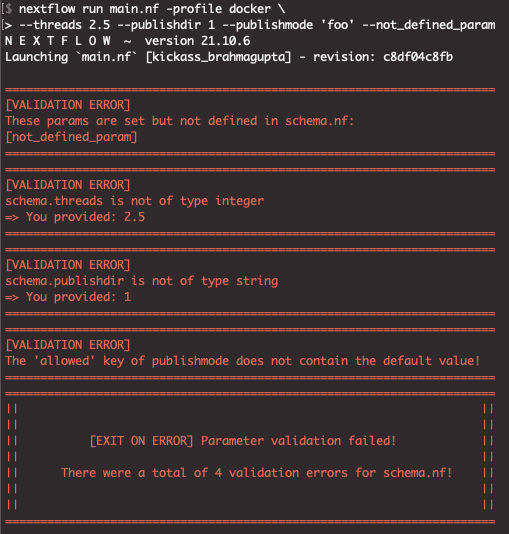 [$ nextflow run main.nf -profile docker \
[> --threads 2.5 --publishdir 1 --publishmode 'foo' --not_defined_param
N E X T F L O W  ~  version 21.10.6
Launching `main.nf` [kickass_brahmagupta] - revision: c8df04c8fb
======================================================================
[VALIDATION ERROR]
These params are set but not defined in schema.nf:
[not_defined_param]
======================================================================
======================================================================
[VALIDATION ERROR]
schema.threads is not of type integer
=> You provided: 2.5
======================================================================
======================================================================
[VALIDATION ERROR]
schema.publishdir is not of type string
=> You provided: 1
======================================================================
======================================================================
[VALIDATION ERROR]
The 'allowed' key of publishmode does not contain the default value!
======================================================================
======================================================================
|| ||
|| ||
|| [EXIT ON ERROR] Parameter validation failed! ||
|| ||
|| There were a total of 4 validation errors for schema.nf! ||
|| ||
|| ||
======================================================================